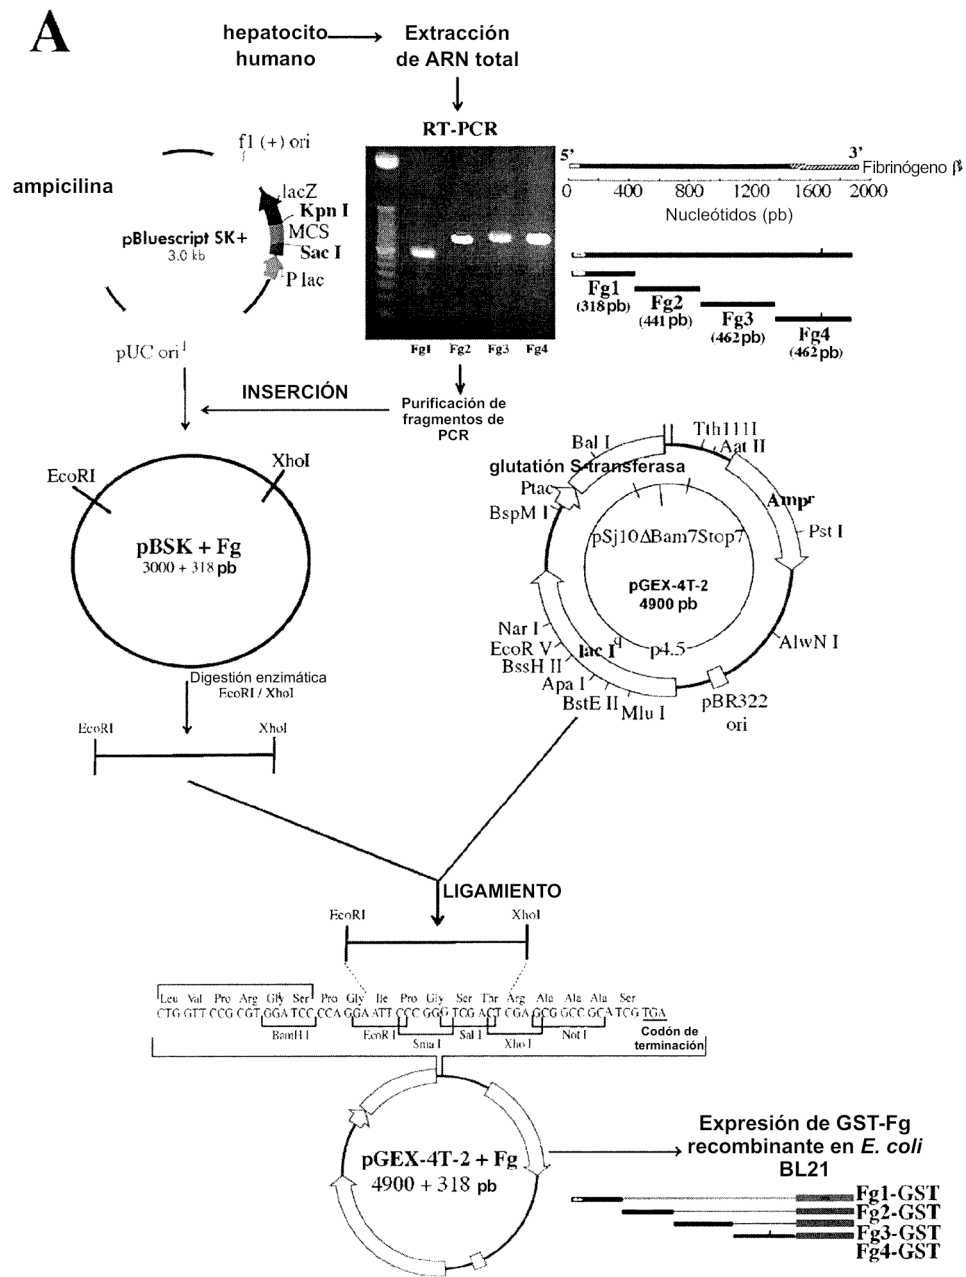 A
hepatocito
humano
Extracción
de ARN total
RT-PCR
Fg1 Fg2 Fg3 Fg4
f1 (+) ori
ampicilina
lacZ
Kpn I
MCS
Sac I
P lac
pBluescript SK+
3.0 kb
pUC ori
5' 3'
Fibrinógeno β
0 400 800 1200 1600 2000
Nucleótidos (pb)
Fg1
(318 pb)
Fg2
(441 pb)
Fg3
(462 pb)
Fg4
(462 pb)
INSERCIÓN
Purificación de
fragmentos de
PCR
EcoRI
XhoI
pBSK + Fg
3000 + 318 pb
Bal I
Tth111I
Aat II
glutatión S-transferasa
Ptac
BspM I
Ampr
Pst I
pSj10ΔBam7Stop7
pGEX-4T-2
4900 pb
Nar I
EcoR V
BssH II
Apa I
BstE II
Mlu I
lac Iq
p4.5
AlwN I
pBR322
ori
Digestión enzimática
EcoRI / XhoI
EcoRI XhoI
LIGAMIENTO
EcoRI XhoI
Leu Val Pro Arg Gly Ser Pro Gly Ile Pro Gly Ser Thr Arg Ala Ala Ala Ser
CTG GTT CCG CGT GGA TCC CCA GGA ATT CCC GGG TCG ACT CGA GCG GCC GCA TCG TGA
BamH I EcoR I Sma I Sal I Xho I Not I
Codón de
terminación
pGEX-4T-2 + Fg
4900 + 318 pb
Expresión de GST-Fg
recombinante en E. coli
BL21
Fg1-GST
Fg2-GST
Fg3-GST
Fg4-GST